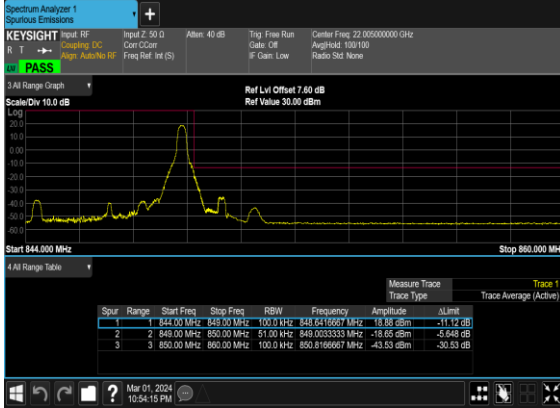 Spectrum Analyzer 1
Spurious Emissions
+
KEYSIGHT Input: RF Input Z: 50 Ω Atten: 40 dB Trig: Free Run Center Freq: 22.005000000 GHz
R T Coupling: DC Corr CCorr Gate: Off Avg|Hold: 100/100
Align: Auto/No RF Freq Ref: Int (S) IF Gain: Low Radio Std: None
LXI PASS
3 All Range Graph
Ref Lvl Offset 7.60 dB
Scale/Div 10.0 dB Ref Value 30.00 dBm
Log
20.0
10.0
0.00
-10.0
-20.0
-30.0
-40.0
-50.0
-60.0
Start 844.000 MHz Stop 860.000 MH
4 All Range Table
Measure Trace Trace 1
Trace Type Trace Average (Active)
Spur Range Start Freq Stop Freq RBW Frequency Amplitude ΔLimit
1 1 844.00 MHz 849.00 MHz 100.0 kHz 848.6416667 MHz 18.88 dBm -11.12 dB
2 2 849.00 MHz 850.00 MHz 51.00 kHz 849.0033333 MHz -18.65 dBm -5.648 dB
3 3 850.00 MHz 860.00 MHz 100.0 kHz 850.8166667 MHz -43.53 dBm -30.53 dB
? Mar 01, 2024
10:54:15 PM